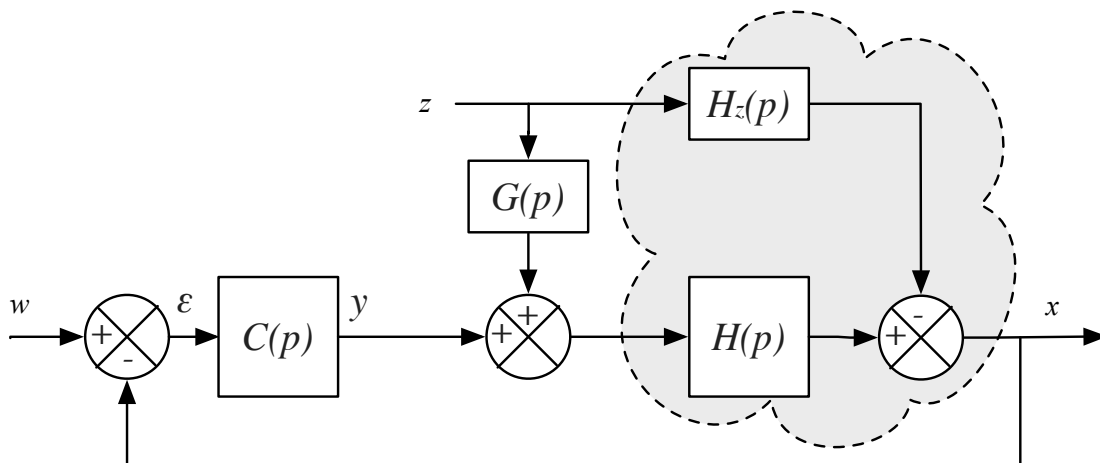 z
Hz(p)
G(p)
w
+
-
ε
C(p)
y
+
+
H(p)
+
-
x